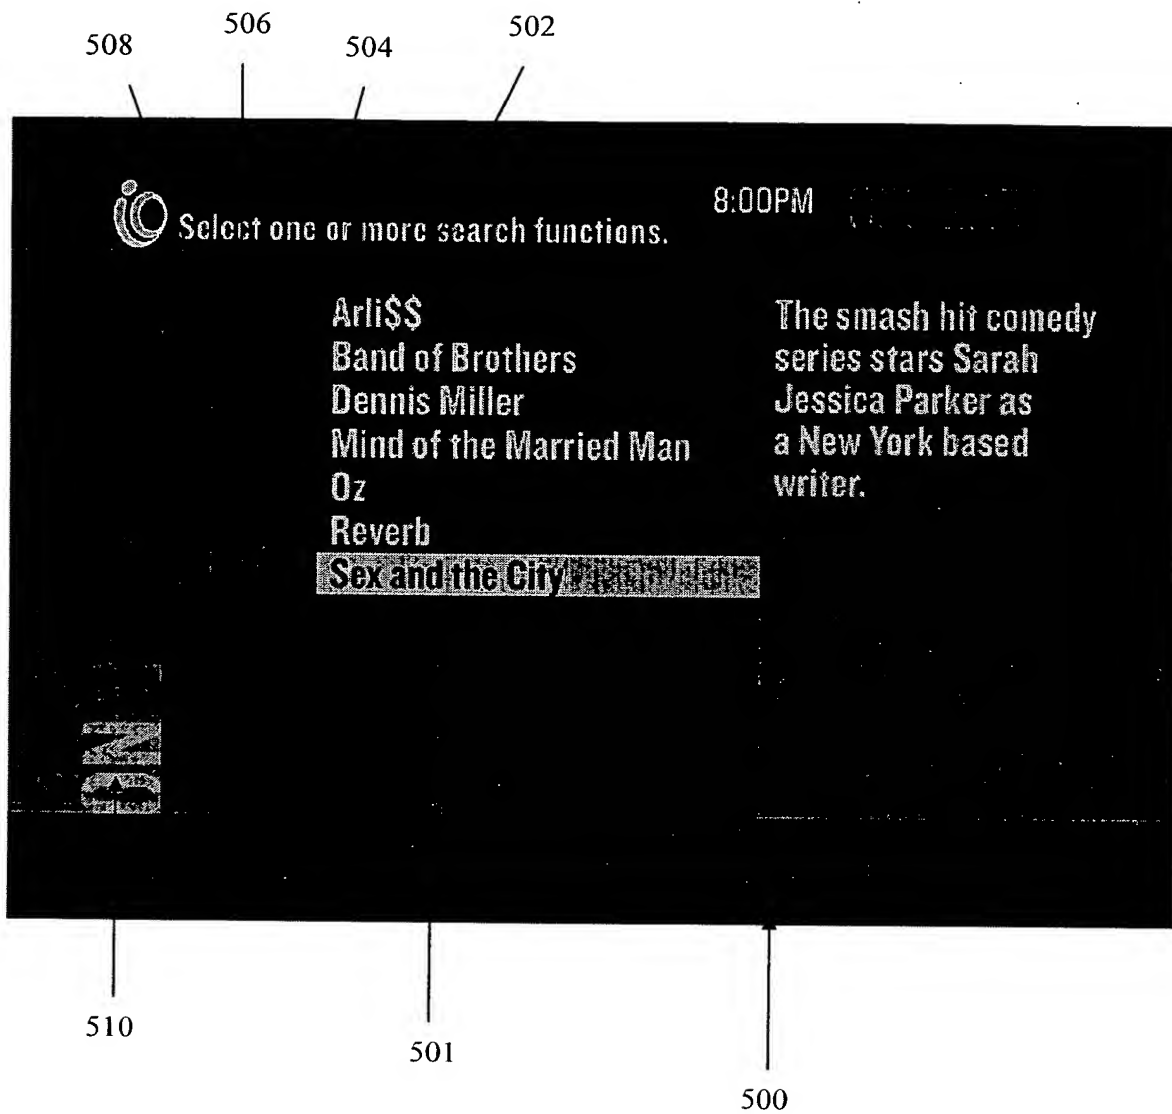 506
502
508
504
8:00PM
Select one or more search functions.
Arli$$
Band of Brothers
Dennis Miller
Mind of the Married Man
Oz
Reverb
Sex and the City
The smash hit comedy
series stars Sarah
Jessica Parker as
a New York based
writer.
510
501
500